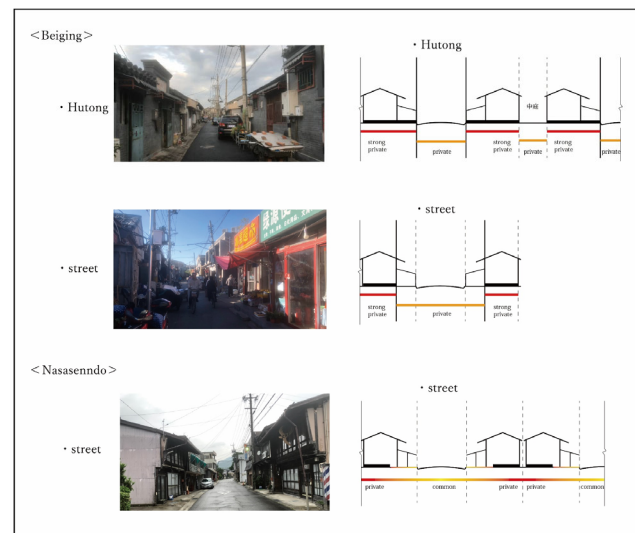 ＜Beiging＞
・Hutong
・Hutong
中庭
strong
private
private
strong
private
private
strong
private
private
・street
・street
strong
private
private
strong
private
＜Nasasenndo＞
・street
・street
private
common
private
private
common